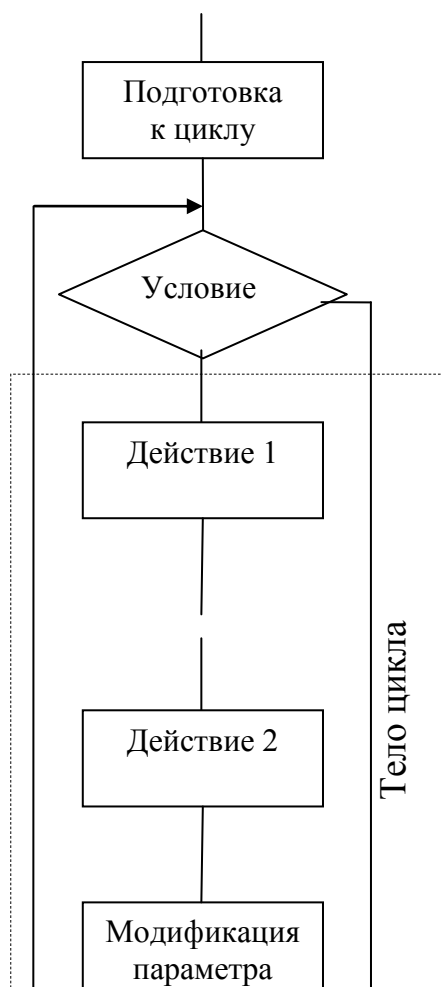 Подготовка
к циклу
Условие
Действие 1
Действие 2
Тело цикла
Модификация
параметра